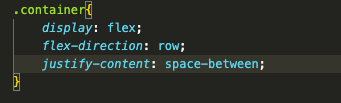 .container{
display: flex;
flex-direction: row;
justify-content: space-between;
}